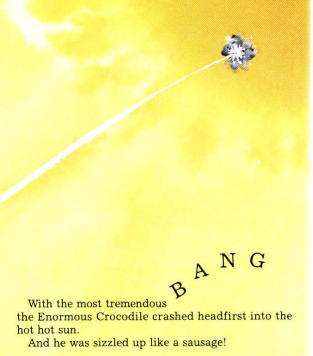 With the most tremendous BANG
the Enormous Crocodile crashed headfirst into the
hot hot sun.
And he was sizzled up like a sausage!